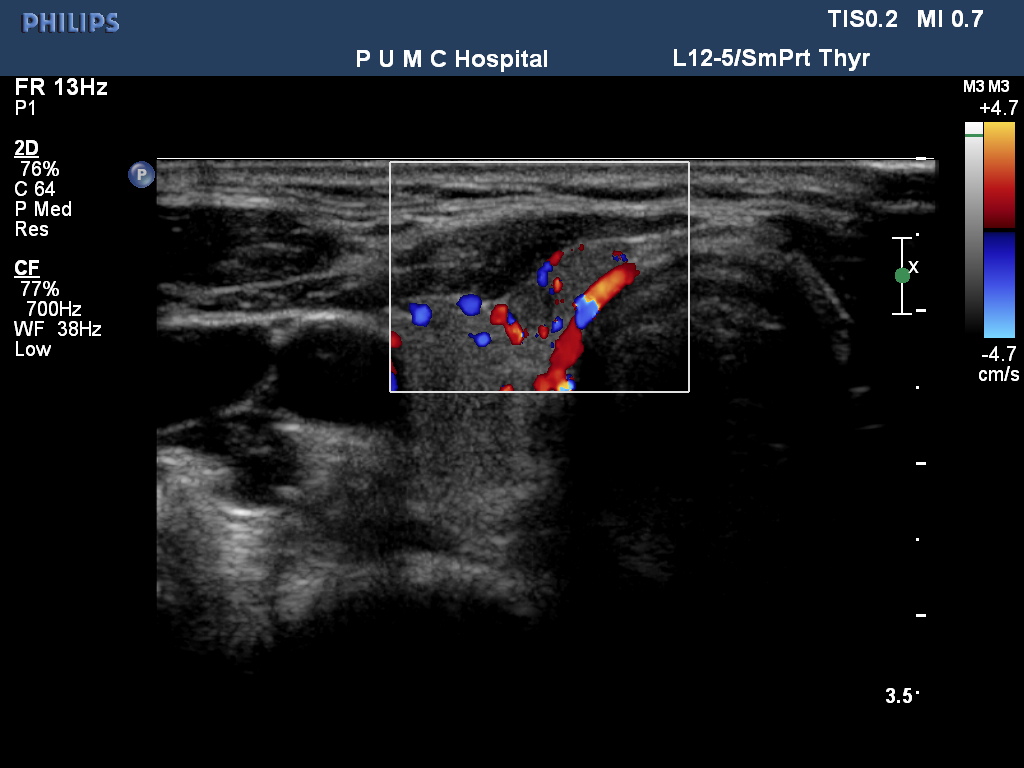 PHILIPS
TIS0.2 MI 0.7
P U M C Hospital
L12-5/SmPrt Thyr
FR 13Hz
P1
2D
76%
C 64
P Med
Res
CF
77%
700Hz
WF 38Hz
Low
P
M3 M3
+4.7
x
-4.7
cm/s
3.5